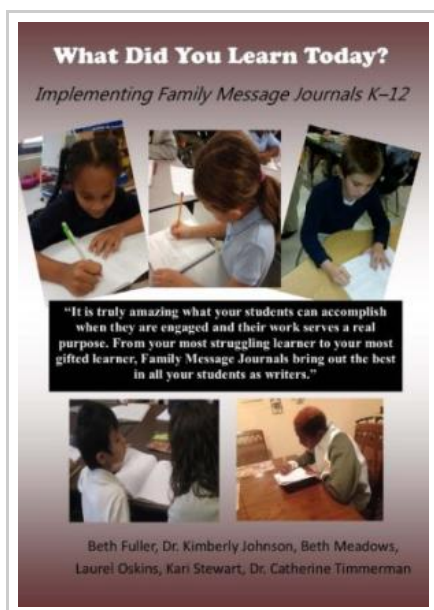 What Did You Learn Today?
Implementing Family Message Journals K–12
“It is truly amazing what your students can accomplish
when they are engaged and their work serves a real
purpose. From your most struggling learner to your most
gifted learner, Family Message Journals bring out the best
in all your students as writers.”
Beth Fuller, Dr. Kimberly Johnson, Beth Meadows,
Laurel Oskins, Kari Stewart, Dr. Catherine Timmerman